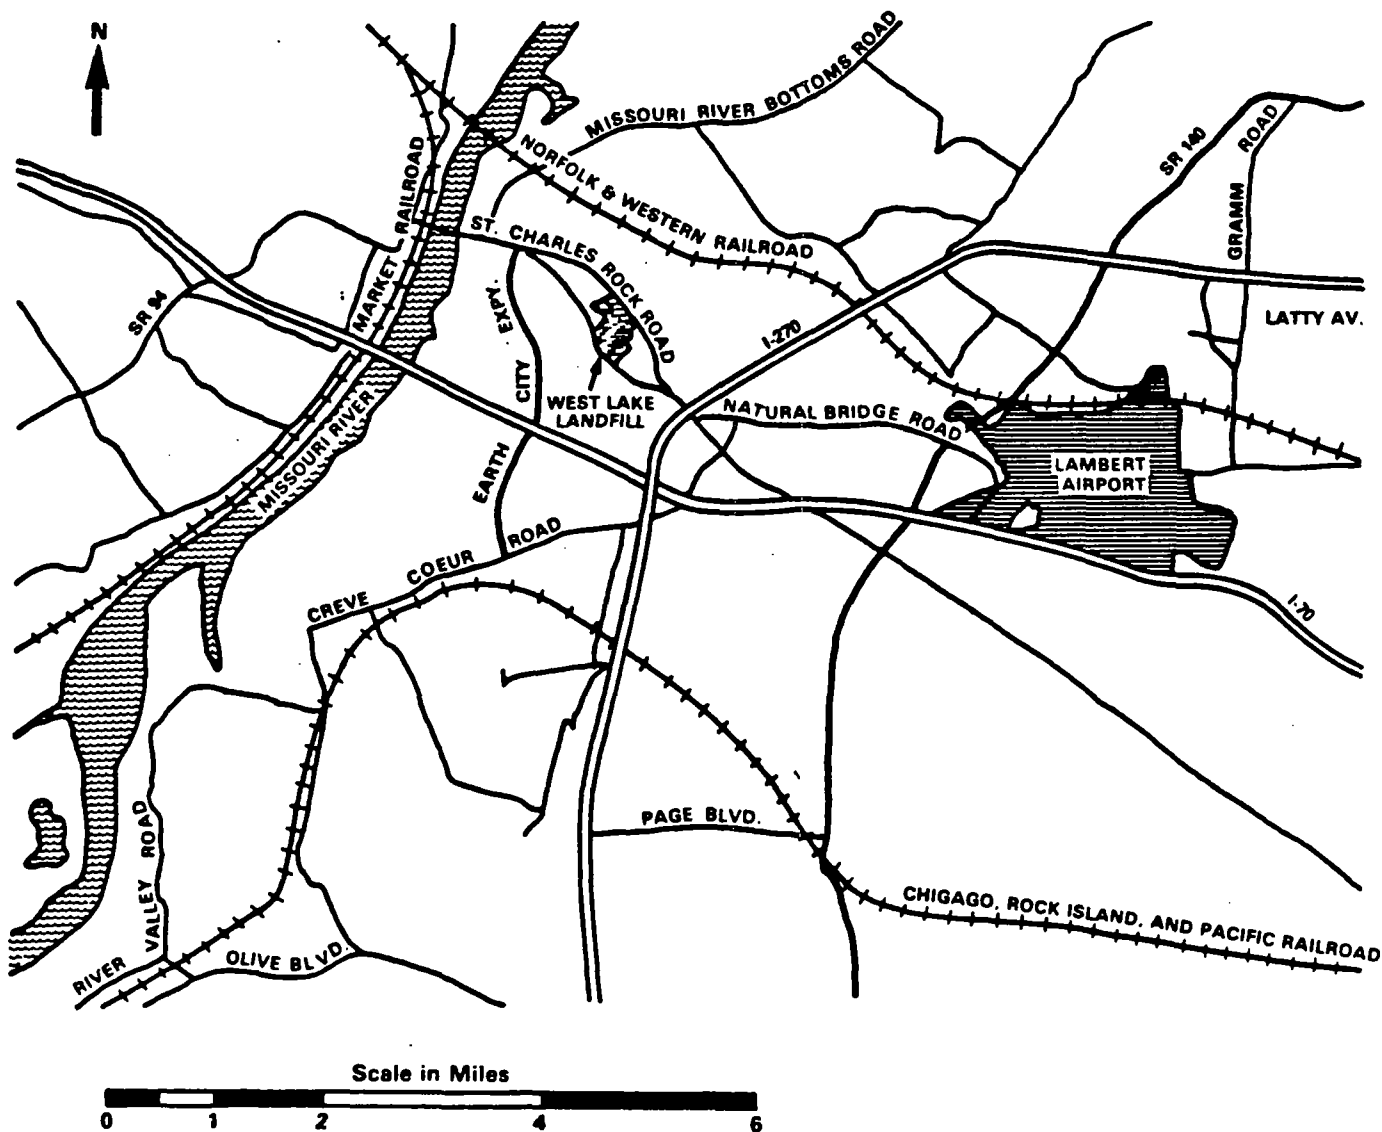 N
MISSOURI RIVER BOTTOMS ROAD
SR 140
GRAMM ROAD
NORFOLK & WESTERN RAILROAD
MARKET RAILROAD
ST. CHARLES ROCK ROAD
SR 94
I-270
LATTY AV.
EARTH CITY EXPY.
WEST LAKE
LANDFILL
NATURAL BRIDGE ROAD
MISSOURI RIVER
LAMBERT
AIRPORT
CREVE COEUR ROAD
I-70
PAGE BLVD.
RIVER VALLEY ROAD
CHIGAGO, ROCK ISLAND, AND PACIFIC RAILROAD
OLIVE BLVD.
Scale in Miles
0 1 2 4 6